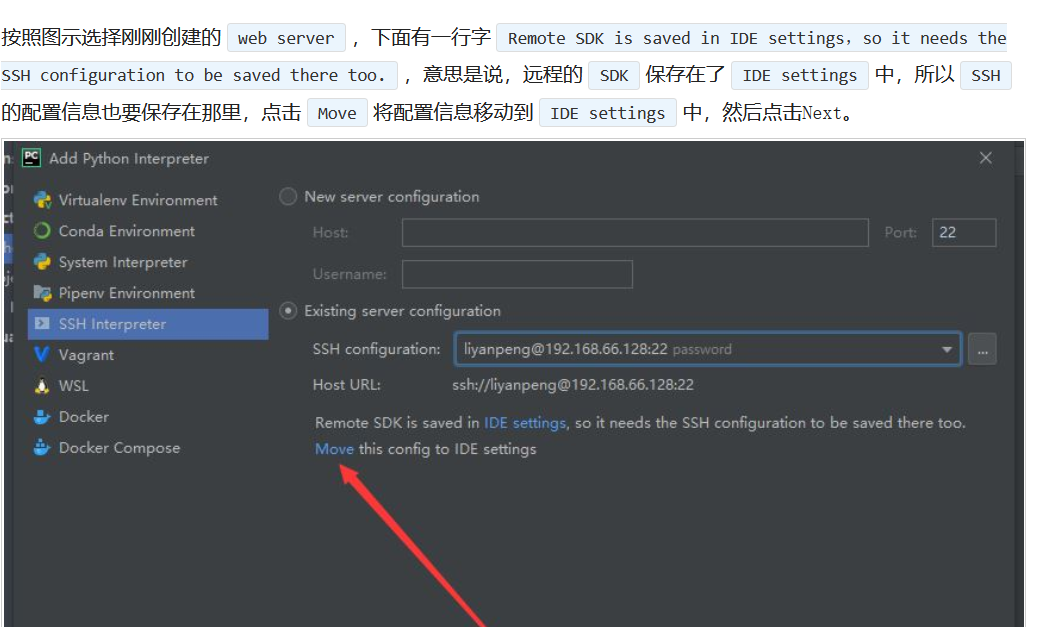 按照图示选择刚刚创建的 web server ，下面有一行字 Remote SDK is saved in IDE settings，so it needs the
SSH configuration to be saved there too. ，意思是说，远程的 SDK 保存在了 IDE settings 中，所以 SSH
的配置信息也要保存在那里，点击 Move 将配置信息移动到 IDE settings 中，然后点击Next。
Add Python Interpreter
Virtualenv Environment
Conda Environment
System Interpreter
Pipenv Environment
SSH Interpreter
Vagrant
WSL
Docker
Docker Compose
New server configuration
Host: Port: 22
Username:
Existing server configuration
SSH configuration: liyanpeng@192.168.66.128:22 password ...
Host URL: ssh://liyanpeng@192.168.66.128:22
Remote SDK is saved in IDE settings, so it needs the SSH configuration to be saved there too.
Move this config to IDE settings